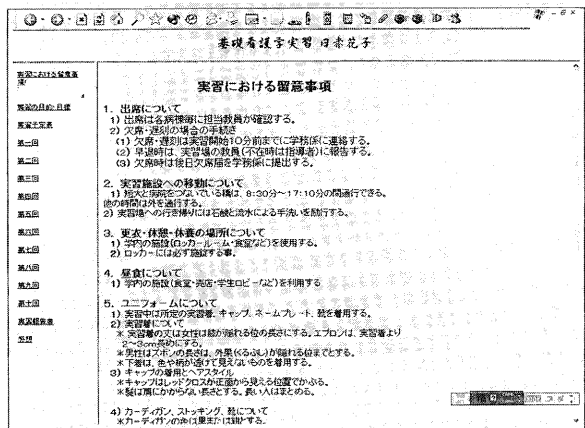 基礎看護学実習 日赤花子
実習における留意事項
実習の目的・目標
実習予定表
第一回
第二回
第三回
第四回
第五回
第六回
第七回
第八回
第九回
第十回
実習報告書
感想
実習における留意事項
1. 出席について
1) 出席は各病棟毎に担当教員が確認する。
2) 欠席・遅刻の場合の手続き
(1) 欠席・遅刻は実習開始10分前までに学務係に連絡する。
(2) 早退時は、実習場の教員(不在時は指導者)に報告する。
(3) 欠席時は後日欠席届を学務係に提出する。
2. 実習施設への移動について
1) 短大と病院をつないでいる橋は、8:30分~17:10分の間通行できる。
他の時間は外を通行する。
2) 実習場への行き帰りには石鹸と流水による手洗いを励行する。
3. 更衣・休憩・休養の場所について
1) 学内の施設(ロッカールーム・食堂など)を使用する。
2) ロッカーには必ず施錠する事。
4. 昼食について
1) 学内の施設(食堂・売店・学生ロビーなど)を利用する
5. ユニフォームについて
1) 実習中は所定の実習着、キャップ、ネームプレート、靴を着用する。
2) 実習着について
*実習着の丈は女性は膝が隠れる位の長さにする。エプロンは、実習着より
2~3cm長めにする。
*男性はズボンの長さは、外果(くるぶし)が隠れる位までとする。
*下着は、色や柄が透けて見えないものを着用する。
3) キャップの着用とヘアスタイル
*キャップはレッドクロスが正面から見える位置でかぶる。
*髪は肩にかからない長さとする。長い人はまとめる。
4) カーディガン、ストッキング、靴について
*カーディガンの色は黒または紺とする。